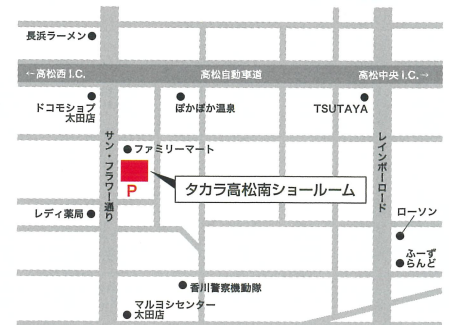 長浜ラーメン
←高松西 I.C.
高松自動車道
高松中央 I.C.→
ドコモショプ
太田店
ぽかぽか温泉
TSUTAYA
サン・フラワー通り
レインボーロード
ファミリーマート
P
タカラ高松南ショールーム
レディ薬局
ローソン
ふーず
らんど
香川警察機動隊
マルヨシセンター
太田店